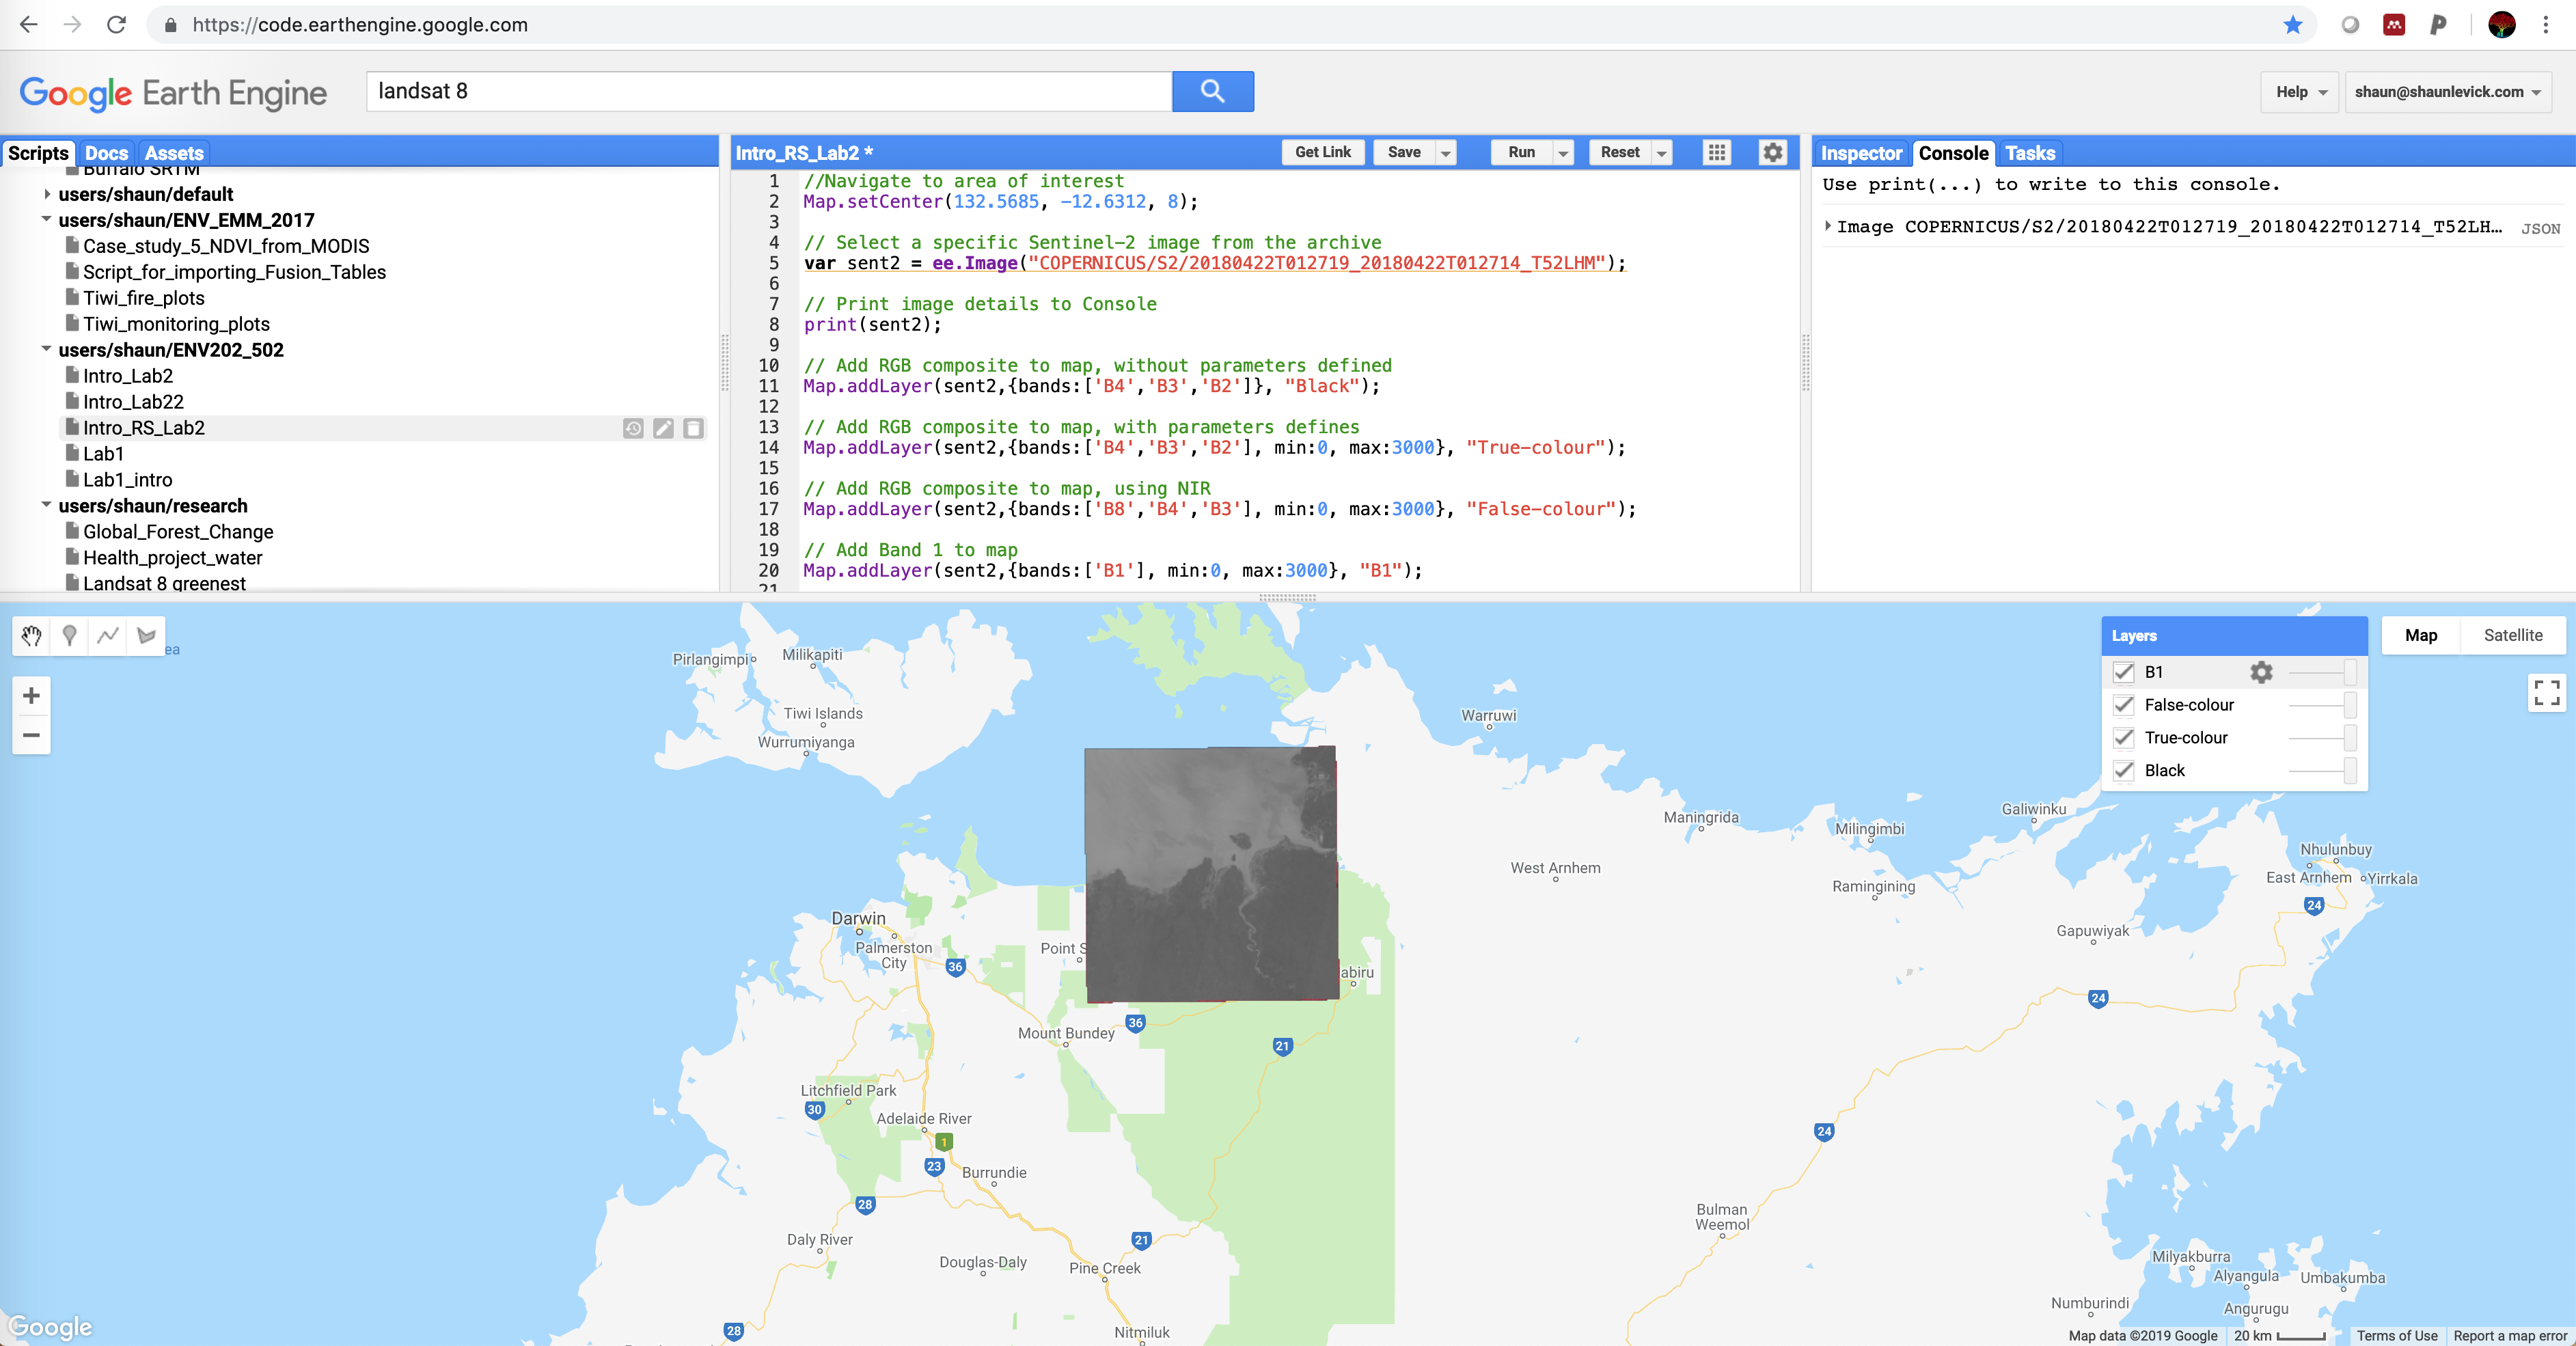 https://code.earthengine.google.com
Google Earth Engine
landsat 8
Help
shaun@shaunlevick.com
Scripts Docs Assets
Buffalo SRTM
users/shaun/default
users/shaun/ENV_EMM_2017
Case_study_5_NDVI_from_MODIS
Script_for_importing_Fusion_Tables
Tiwi_fire_plots
Tiwi_monitoring_plots
users/shaun/ENV202_502
Intro_Lab2
Intro_Lab22
Intro_RS_Lab2
Lab1
Lab1_intro
users/shaun/research
Global_Forest_Change
Health_project_water
Landsat 8 greenest
Intro_RS_Lab2 *
Get Link Save Run Reset
1 //Navigate to area of interest
2 Map.setCenter(132.5685, -12.6312, 8);
3
4 // Select a specific Sentinel-2 image from the archive
5 var sent2 = ee.Image("COPERNICUS/S2/20180422T012719_20180422T012714_T52LHM");
6
7 // Print image details to Console
8 print(sent2);
9
10 // Add RGB composite to map, without parameters defined
11 Map.addLayer(sent2,{bands:['B4','B3','B2']}, "Black");
12
13 // Add RGB composite to map, with parameters defines
14 Map.addLayer(sent2,{bands:['B4','B3','B2'], min:0, max:3000}, "True-colour");
15
16 // Add RGB composite to map, using NIR
17 Map.addLayer(sent2,{bands:['B8','B4','B3'], min:0, max:3000}, "False-colour");
18
19 // Add Band 1 to map
20 Map.addLayer(sent2,{bands:['B1'], min:0, max:3000}, "B1");
21
Inspector Console Tasks
Use print(...) to write to this console.
Image COPERNICUS/S2/20180422T012719_20180422T012714_T52LH... JSON
ea
Layers
B1
False-colour
True-colour
Black
Map Satellite
Pirlangimpi
Milikapiti
Tiwi Islands
Wurrumiyanga
Warruwi
Maningrida
Milingimbi
Galiwinku
Nhulunbuy
East Arnhem
Yirrkala
West Arnhem
Ramingining
24
Gapuwiyak
Darwin
Palmerston
City
36
Point S
abiru
24
Mount Bundey
36
21
Litchfield Park
30
Adelaide River
1
23
Burrundie
24
28
Bulman
Weemol
Daly River
21
Douglas-Daly
Pine Creek
Milyakburra
Alyangula
Umbakumba
Numburindi
Angurugu
28
Nitmiluk
Google
Map data ©2019 Google 20 km Terms of Use Report a map error